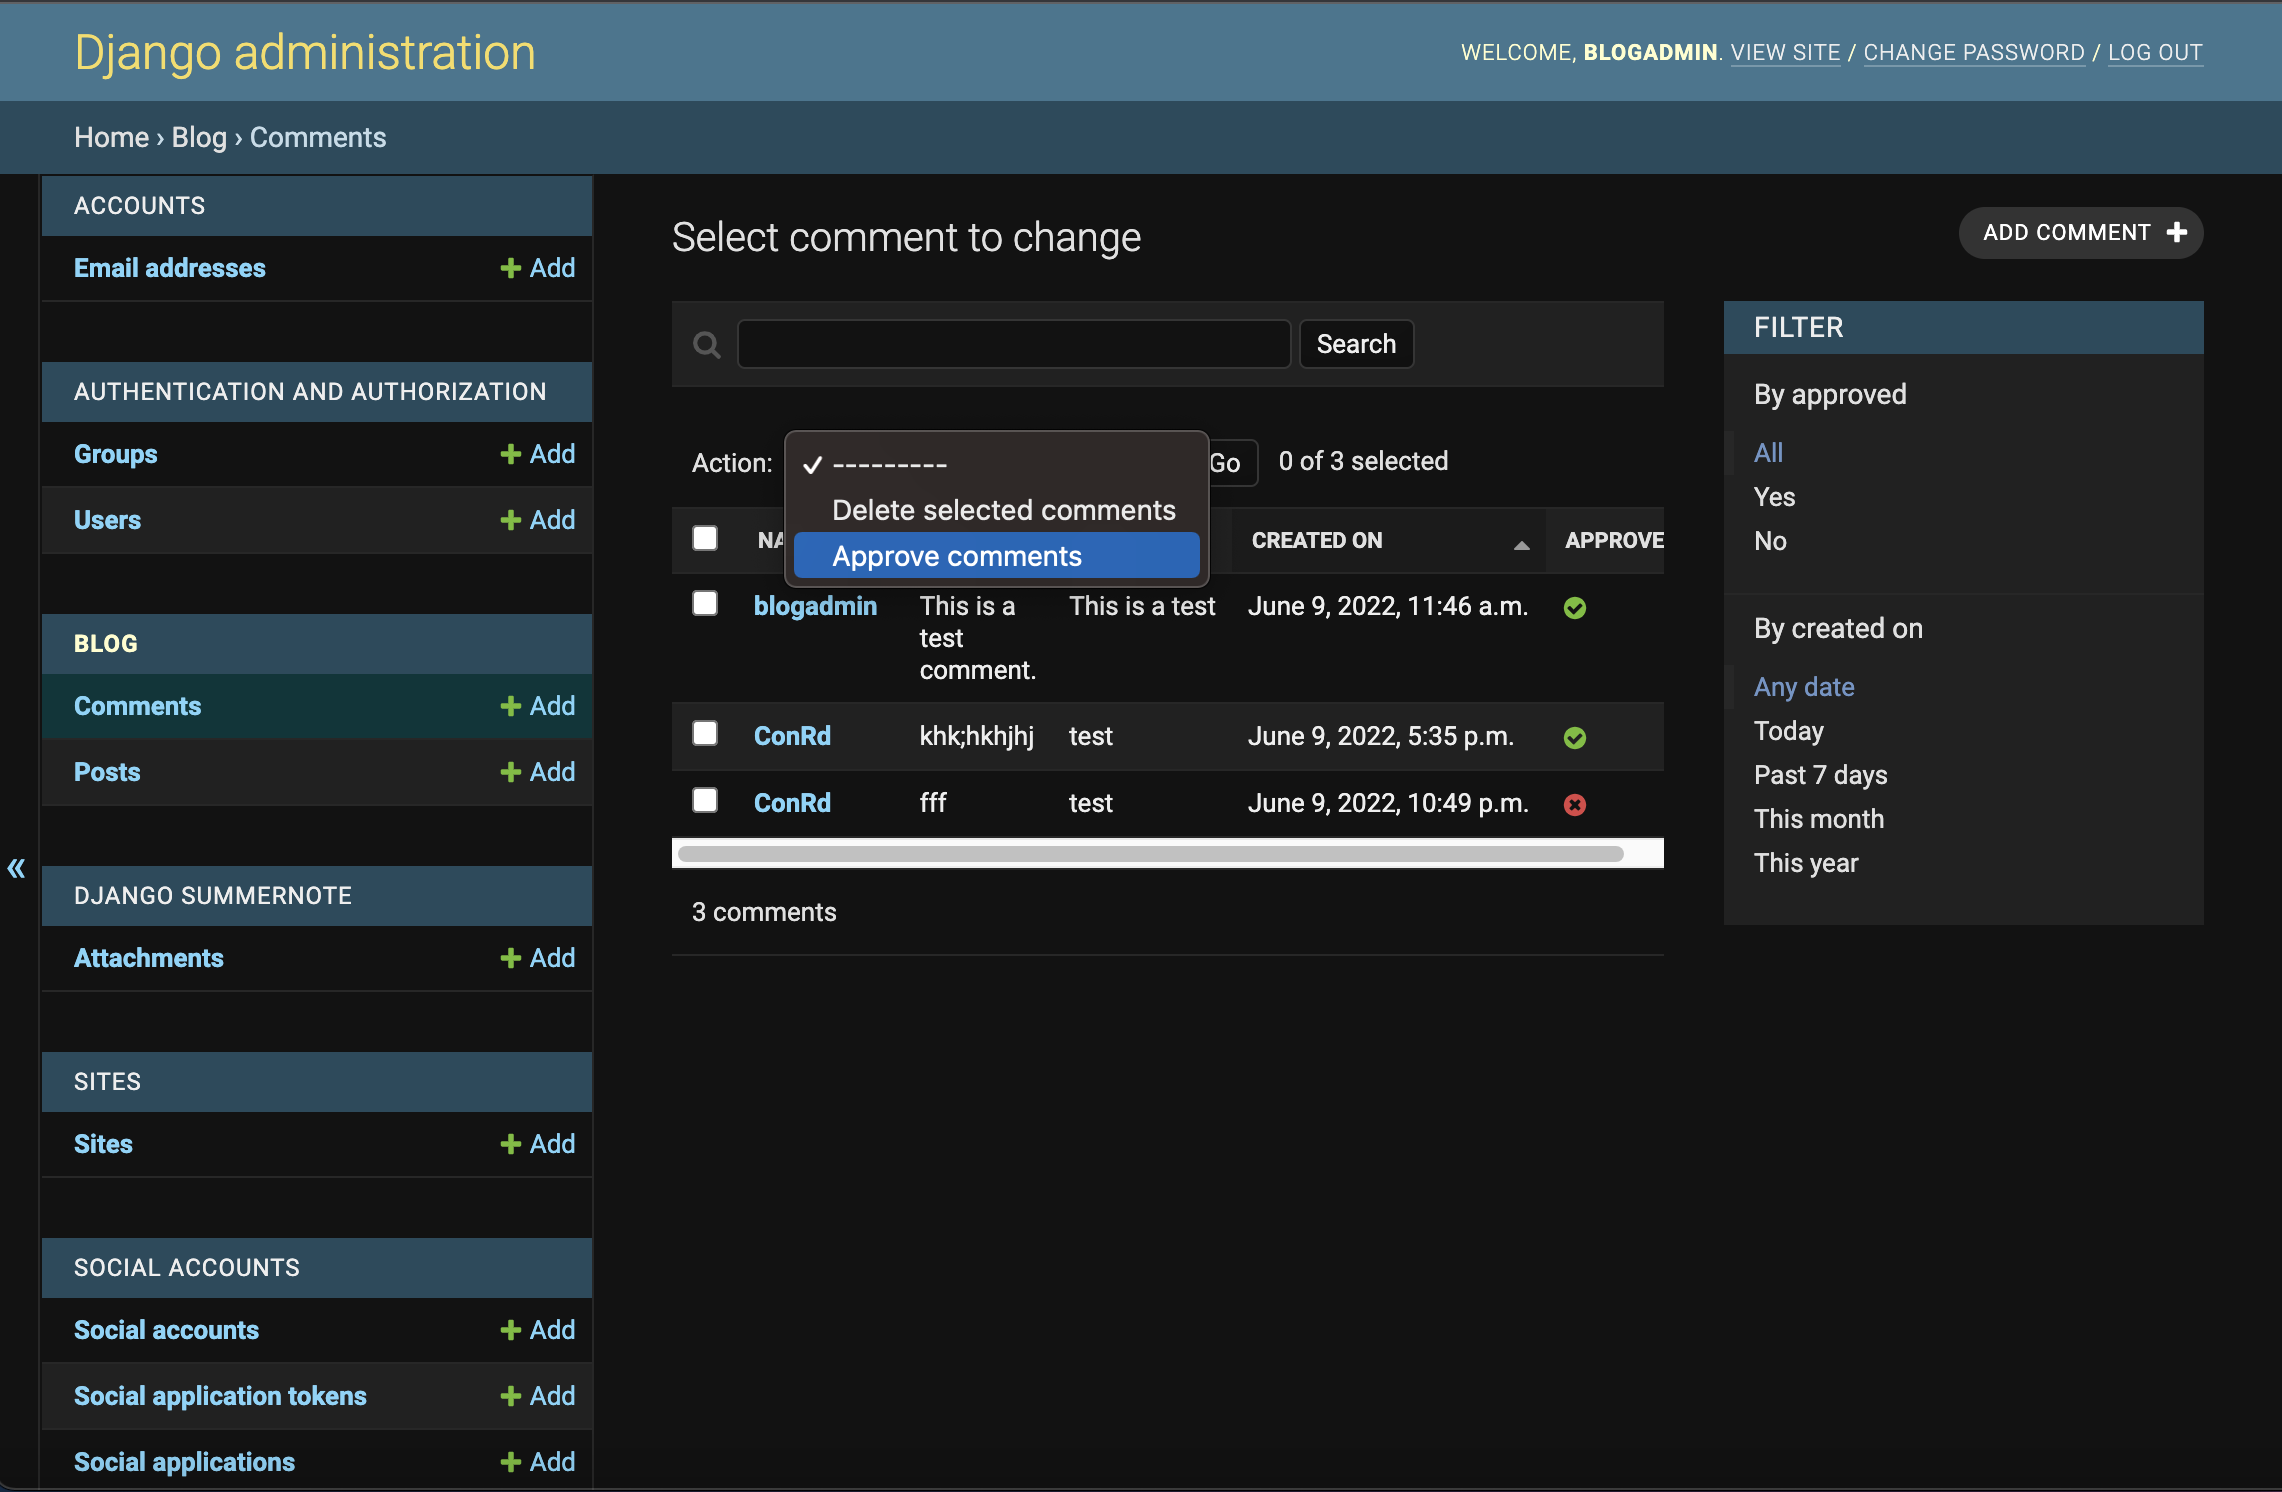 Django administration
WELCOME, BLOGADMIN. VIEW SITE / CHANGE PASSWORD / LOG OUT
Home › Blog › Comments
ACCOUNTS
Email addresses + Add
AUTHENTICATION AND AUTHORIZATION
Groups + Add
Users + Add
BLOG
Comments + Add
Posts + Add
DJANGO SUMMERNOTE
Attachments + Add
SITES
Sites + Add
SOCIAL ACCOUNTS
Social accounts + Add
Social application tokens + Add
Social applications + Add
«
Select comment to change
ADD COMMENT +
Search
Action: ✓ --------- Go 0 of 3 selected
Delete selected comments
Approve comments
NA CREATED ON APPROVE
blogadmin This is a test June 9, 2022, 11:46 a.m.
This is a
test
comment.
ConRd khk;hkhjhj test June 9, 2022, 5:35 p.m.
ConRd fff test June 9, 2022, 10:49 p.m.
3 comments
FILTER
By approved
All
Yes
No
By created on
Any date
Today
Past 7 days
This month
This year